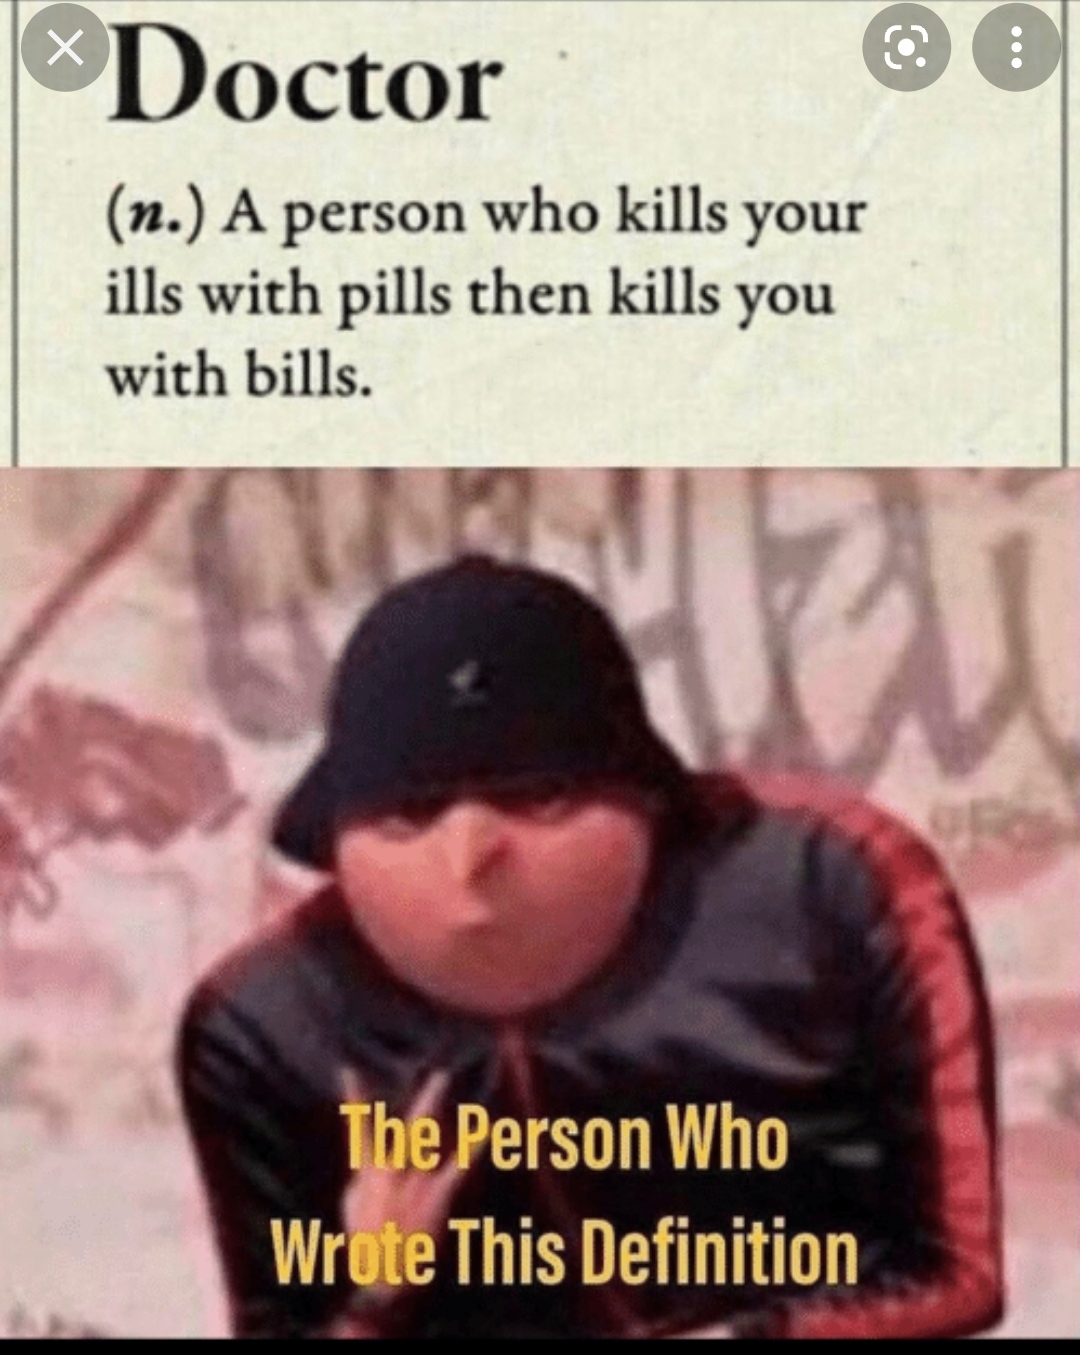 Doctor
(n.) A person who kills your
ills with pills then kills you
with bills.
The Person Who
Wrote This Definition